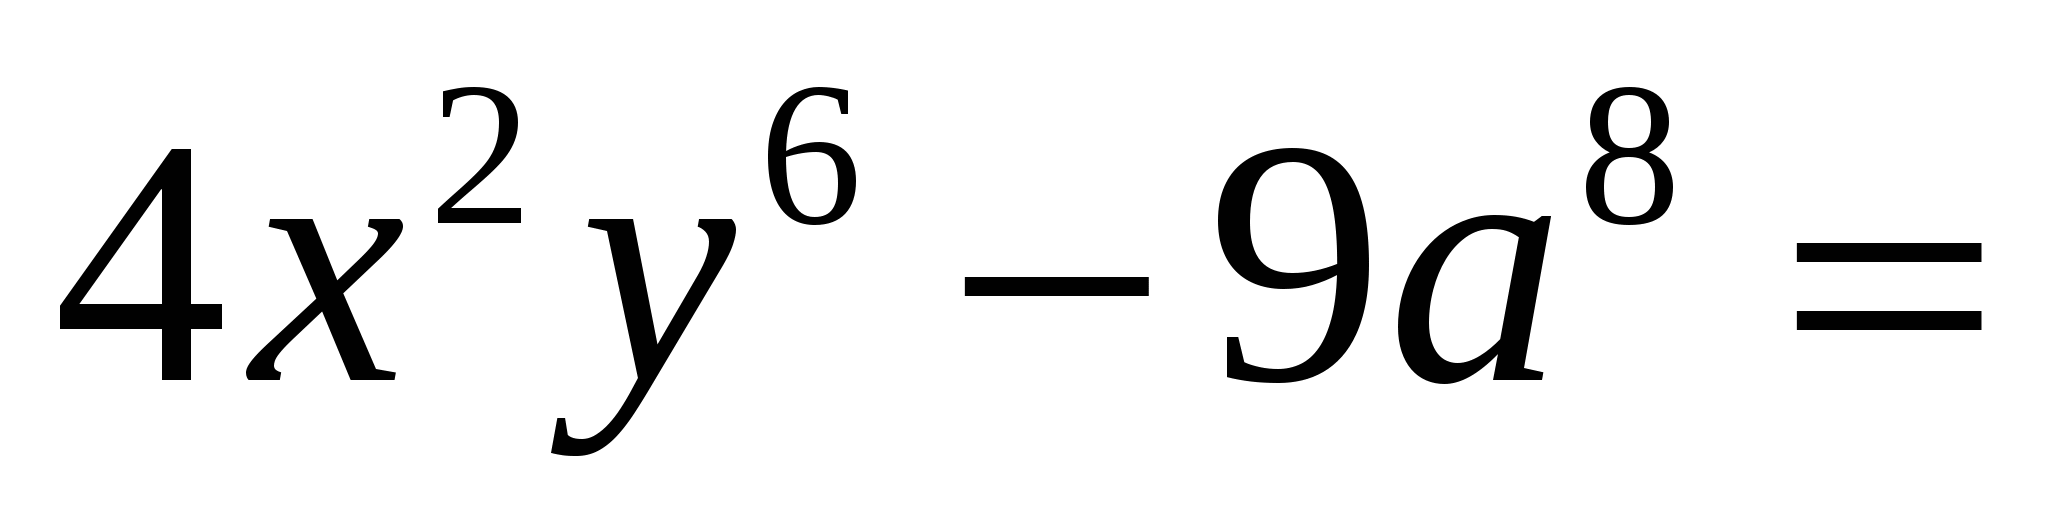 4x²y⁶ − 9a⁸ =